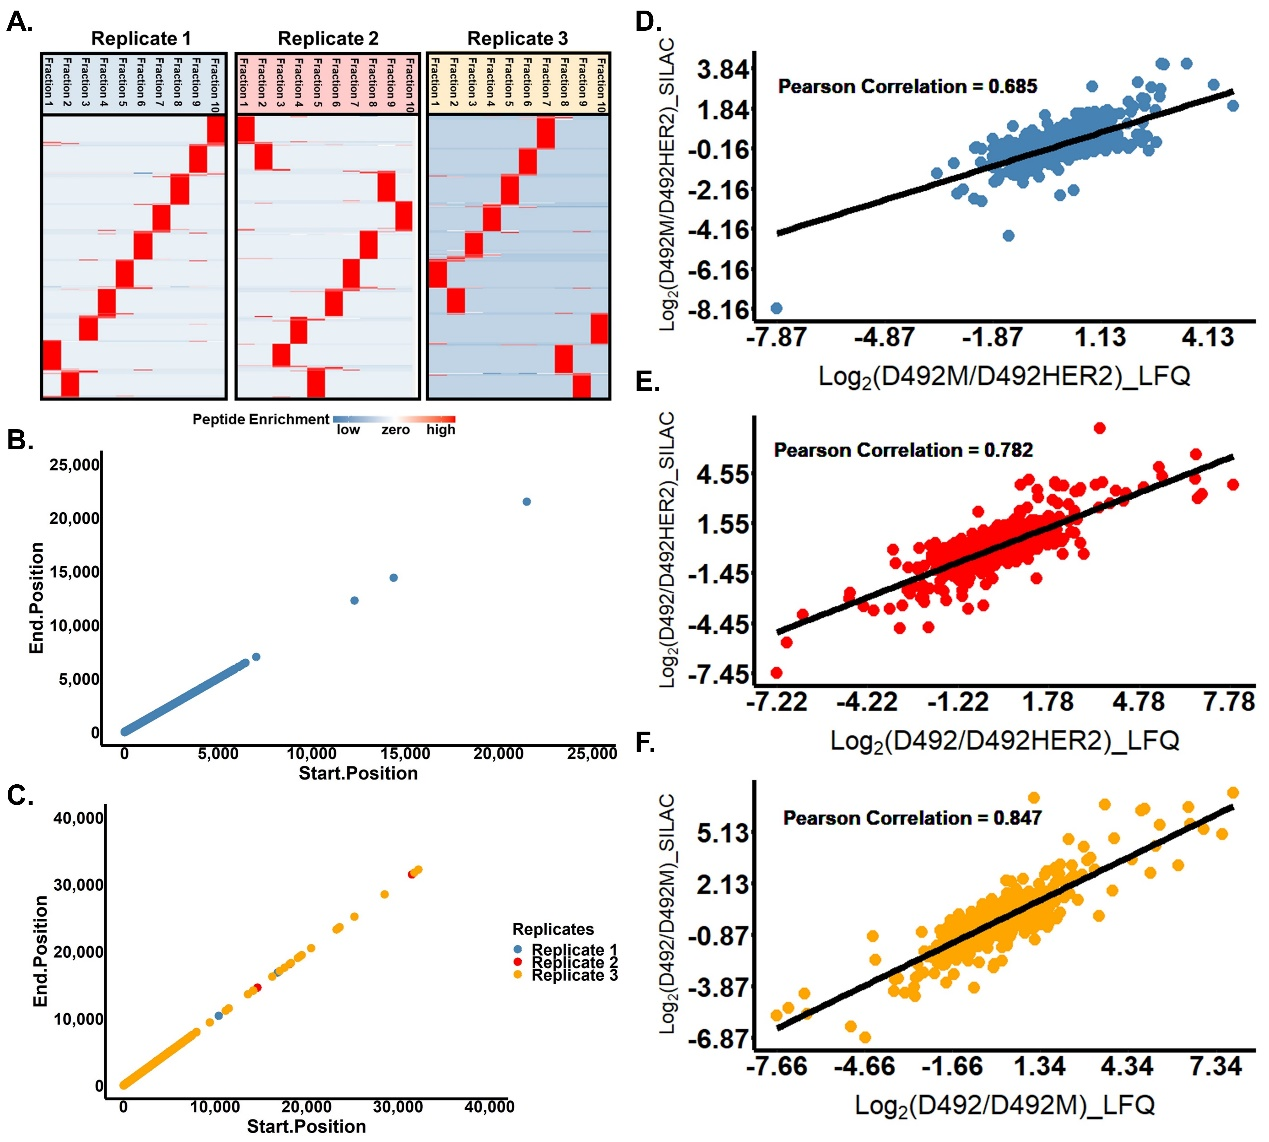 A.
Replicate 1
Replicate 2
Replicate 3
Fraction 1
Fraction 2
Fraction 3
Fraction 4
Fraction 5
Fraction 6
Fraction 7
Fraction 8
Fraction 9
Fraction 10
Fraction 1
Fraction 2
Fraction 3
Fraction 4
Fraction 5
Fraction 6
Fraction 7
Fraction 8
Fraction 9
Fraction 10
Fraction 1
Fraction 2
Fraction 3
Fraction 4
Fraction 5
Fraction 6
Fraction 7
Fraction 8
Fraction 9
Fraction 10
Peptide Enrichment
low zero high
B.
End.Position
25,000
20,000
15,000
10,000
5,000
0
0 5,000 10,000 15,000 20,000 25,000
Start.Position
C.
End.Position
40,000
30,000
20,000
10,000
0
0 10,000 20,000 30,000 40,000
Start.Position
Replicates
Replicate 1
Replicate 2
Replicate 3
D.
Log2(D492M/D492HER2)_SILAC
Pearson Correlation = 0.685
3.84
1.84
-0.16
-2.16
-4.16
-6.16
-8.16
-7.87 -4.87 -1.87 1.13 4.13
Log2(D492M/D492HER2)_LFQ
E.
Log2(D492/D492HER2)_SILAC
Pearson Correlation = 0.782
4.55
1.55
-1.45
-4.45
-7.45
-7.22 -4.22 -1.22 1.78 4.78 7.78
Log2(D492/D492HER2)_LFQ
F.
Log2(D492/D492M)_SILAC
Pearson Correlation = 0.847
5.13
2.13
-0.87
-3.87
-6.87
-7.66 -4.66 -1.66 1.34 4.34 7.34
Log2(D492/D492M)_LFQ